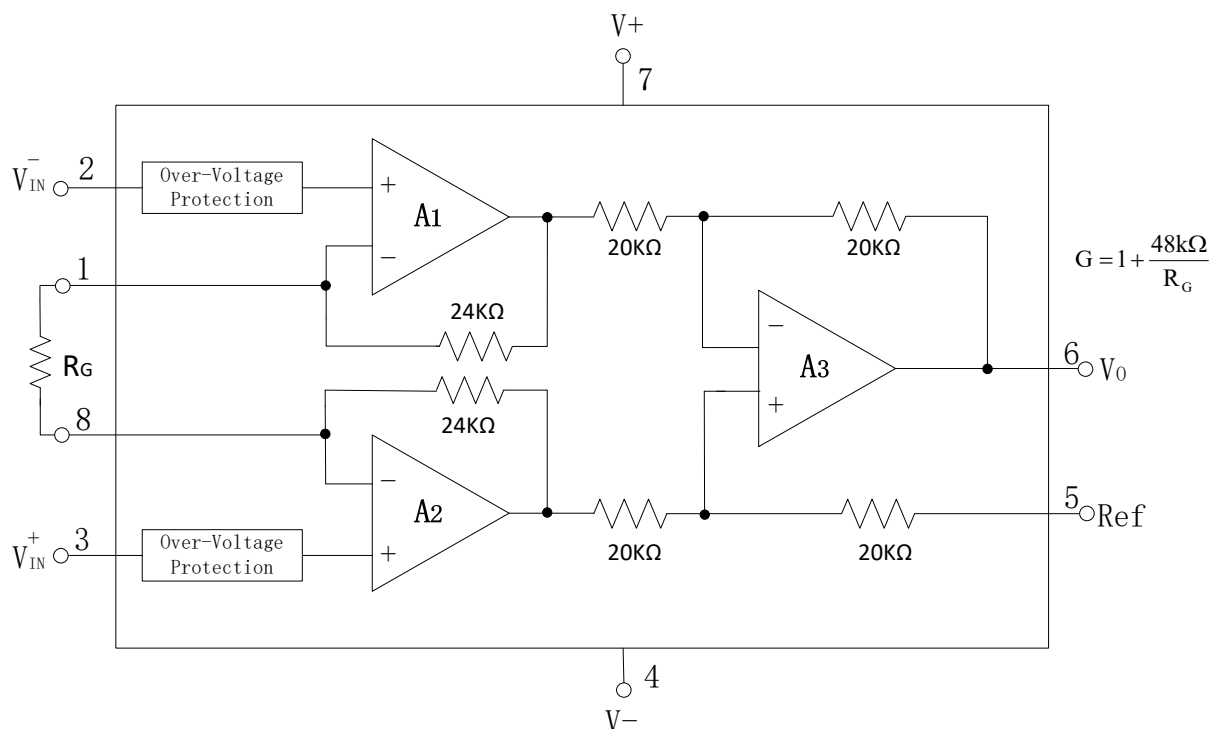 V+
7
V⁻IN
2
Over-Voltage
Protection
+
A1
−
20KΩ
20KΩ
G = 1 + 48kΩ / RG
1
24KΩ
RG
−
A3
+
6
VO
8
24KΩ
−
A2
+
5
Ref
V⁺IN
3
Over-Voltage
Protection
20KΩ
20KΩ
4
V−